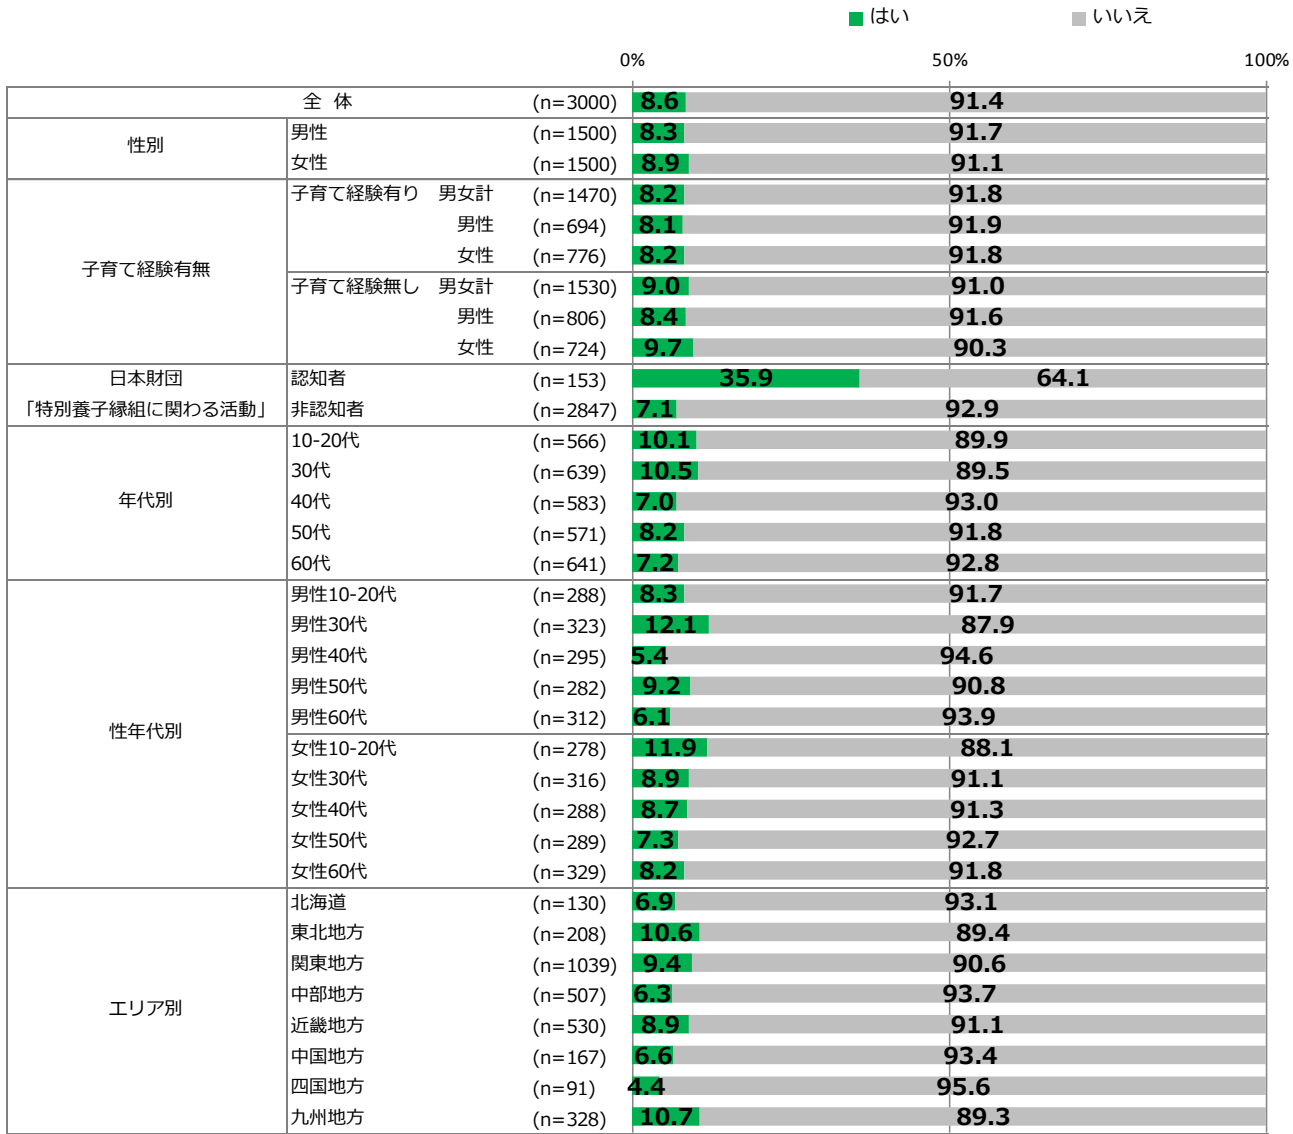 はい いいえ
0% 50% 100%
全 体 (n=3000) 8.6 91.4
性別 男性 (n=1500) 8.3 91.7
女性 (n=1500) 8.9 91.1
子育て経験有無 子育て経験有り 男女計 (n=1470) 8.2 91.8
男性 (n=694) 8.1 91.9
女性 (n=776) 8.2 91.8
子育て経験無し 男女計 (n=1530) 9.0 91.0
男性 (n=806) 8.4 91.6
女性 (n=724) 9.7 90.3
日本財団 認知者 (n=153) 35.9 64.1
「特別養子縁組に関わる活動」 非認知者 (n=2847) 7.1 92.9
年代別 10-20代 (n=566) 10.1 89.9
30代 (n=639) 10.5 89.5
40代 (n=583) 7.0 93.0
50代 (n=571) 8.2 91.8
60代 (n=641) 7.2 92.8
性年代別 男性10-20代 (n=288) 8.3 91.7
男性30代 (n=323) 12.1 87.9
男性40代 (n=295) 5.4 94.6
男性50代 (n=282) 9.2 90.8
男性60代 (n=312) 6.1 93.9
女性10-20代 (n=278) 11.9 88.1
女性30代 (n=316) 8.9 91.1
女性40代 (n=288) 8.7 91.3
女性50代 (n=289) 7.3 92.7
女性60代 (n=329) 8.2 91.8
エリア別 北海道 (n=130) 6.9 93.1
東北地方 (n=208) 10.6 89.4
関東地方 (n=1039) 9.4 90.6
中部地方 (n=507) 6.3 93.7
近畿地方 (n=530) 8.9 91.1
中国地方 (n=167) 6.6 93.4
四国地方 (n=91) 4.4 95.6
九州地方 (n=328) 10.7 89.3